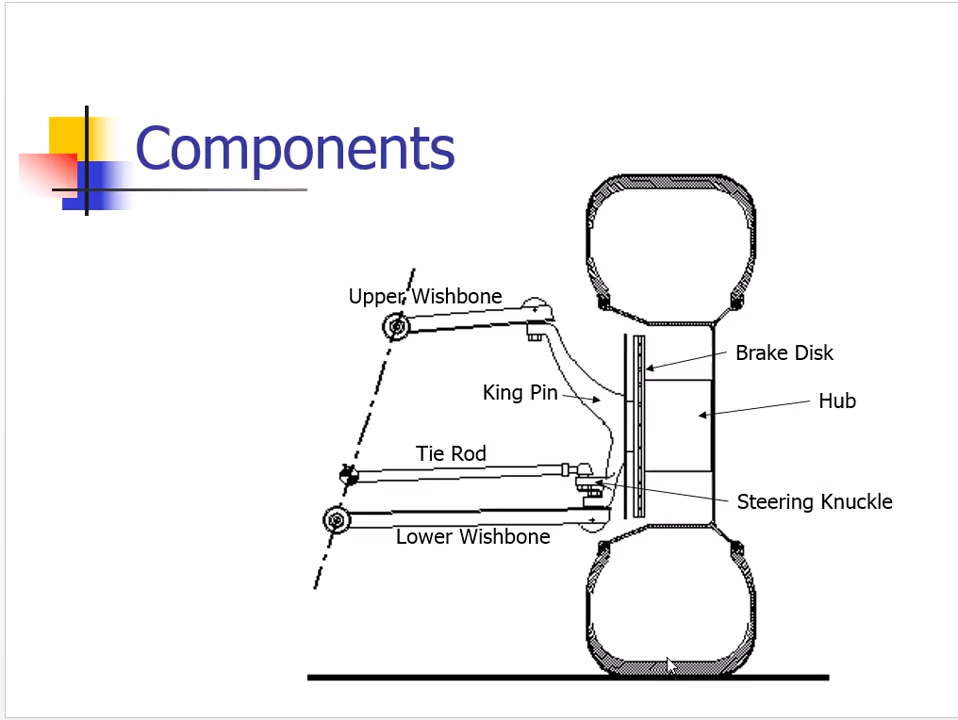 Components
Upper Wishbone
Brake Disk
King Pin
Hub
Tie Rod
Steering Knuckle
Lower Wishbone